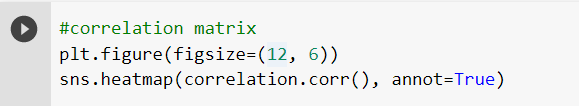 #correlation matrix
plt.figure(figsize=(12, 6))
sns.heatmap(correlation.corr(), annot=True)